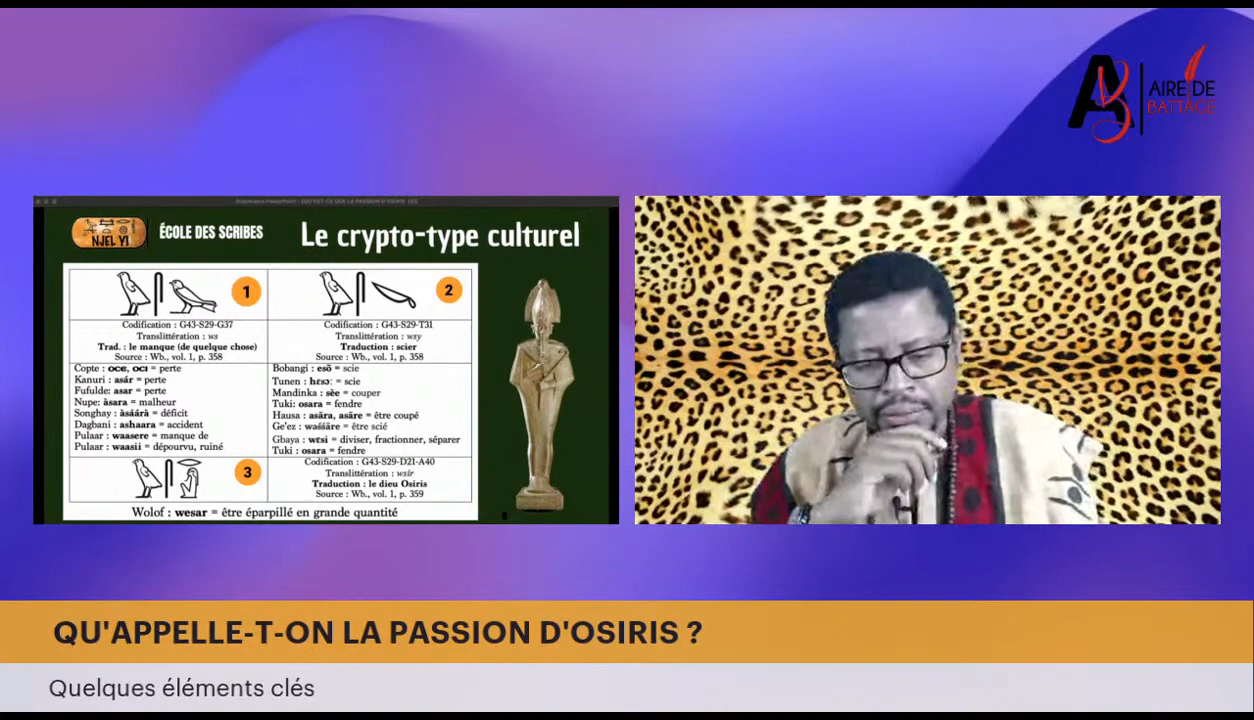 AIRE DE
BATTAGE
NJEL YI
ÉCOLE DES SCRIBES
Le crypto-type culturel
1
Codification : G43-S29-G37
Translittération : ws
Trad. : le manque (de quelque chose)
Source : Wb., vol. 1, p. 358
2
Codification : G43-S29-T31
Translittération : wsy
Traduction : scier
Source : Wb., vol. 1, p. 358
Copte : ⲟⲥⲉ, ⲟⲥⲓ = perte
Kanuri : asár = perte
Fufulde: asar = perte
Nupe: àsara = malheur
Songhay : àsáárà = déficit
Dagbani : ashaara = accident
Pulaar : waasere = manque de
Pulaar : waasii = dépourvu, ruiné
Bobangi : esŏ = scie
Tunen : hɛsɔ: = scie
Mandinka : sèe = couper
Tuki: osara = fendre
Hausa : asāra, asāre = être coupé
Ge'ez : wəśśāre = être scié
Gbaya : wɛsi = diviser, fractionner, séparer
Tuki : osara = fendre
3
Codification : G43-S29-D21-A40
Translittération : wsir
Traduction : le dieu Osiris
Source : Wb., vol. 1, p. 359
Wolof : wesar = être éparpillé en grande quantité
QU'APPELLE-T-ON LA PASSION D'OSIRIS ?
Quelques éléments clés